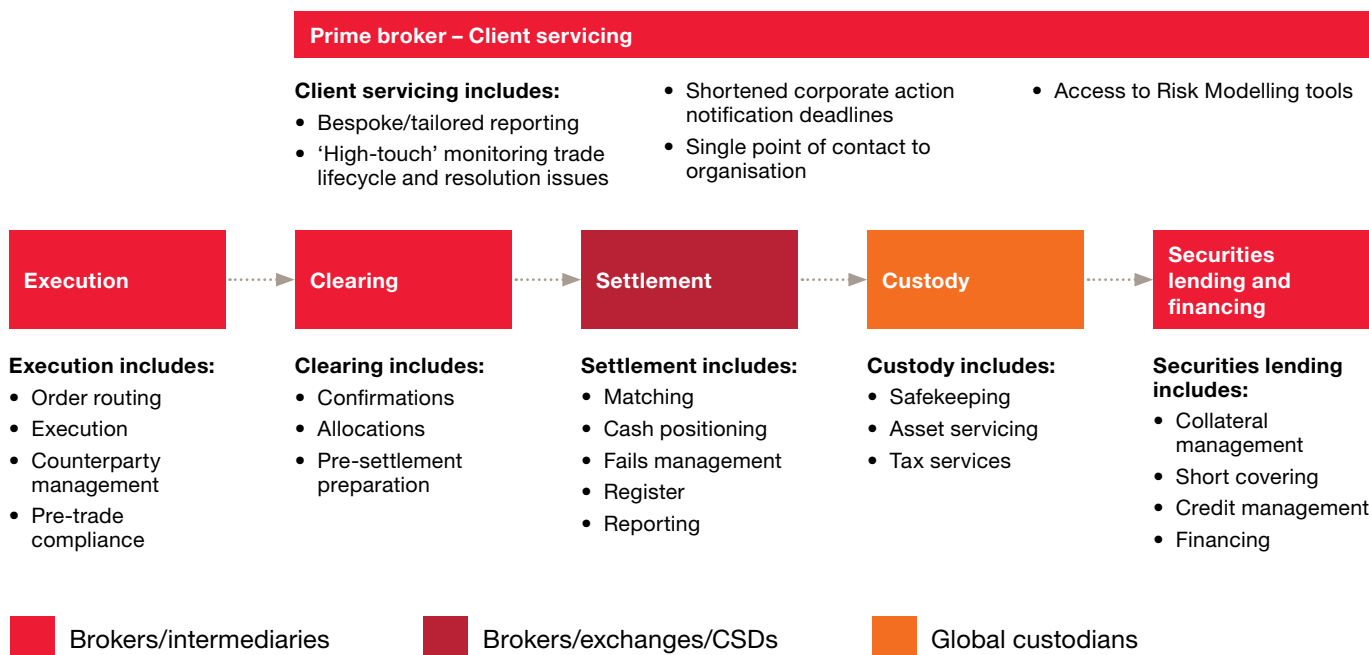 Prime broker – Client servicing
Client servicing includes:
• Bespoke/tailored reporting
• ‘High-touch’ monitoring trade
lifecycle and resolution issues
• Shortened corporate action
notification deadlines
• Single point of contact to
organisation
• Access to Risk Modelling tools
Execution
Clearing
Settlement
Custody
Securities
lending and
financing
Execution includes:
• Order routing
• Execution
• Counterparty
management
• Pre-trade
compliance
Clearing includes:
• Confirmations
• Allocations
• Pre-settlement
preparation
Settlement includes:
• Matching
• Cash positioning
• Fails management
• Register
• Reporting
Custody includes:
• Safekeeping
• Asset servicing
• Tax services
Securities lending
includes:
• Collateral
management
• Short covering
• Credit management
• Financing
Brokers/intermediaries
Brokers/exchanges/CSDs
Global custodians